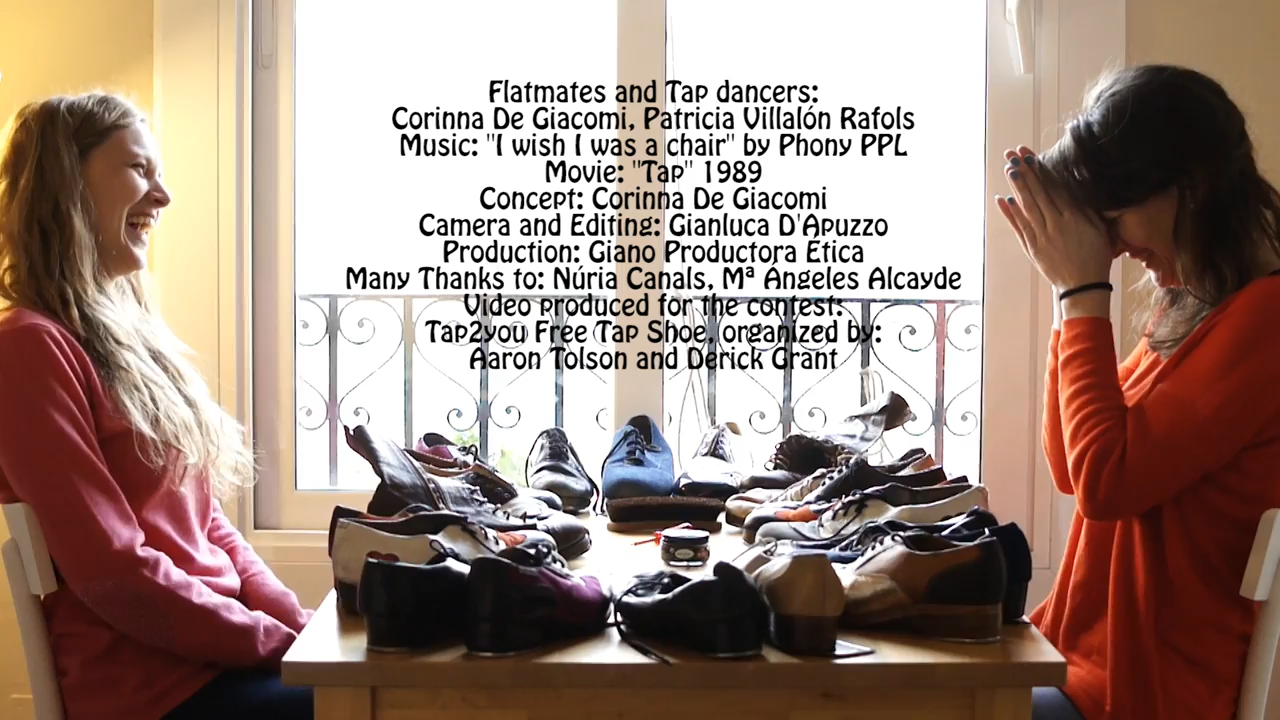 Flatmates and Tap dancers:
Corinna De Giacomi, Patricia Villalón Rafols
Music: "I wish I was a chair" by Phony PPL
Movie: "Tap" 1989
Concept: Corinna De Giacomi
Camera and Editing: Gianluca D'Apuzzo
Production: Giano Productora Ética
Many Thanks to: Núria Canals, Mª Ángeles Alcayde
Video produced for the contest:
Tap2you Free Tap Shoe, organized by:
Aaron Tolson and Derick Grant